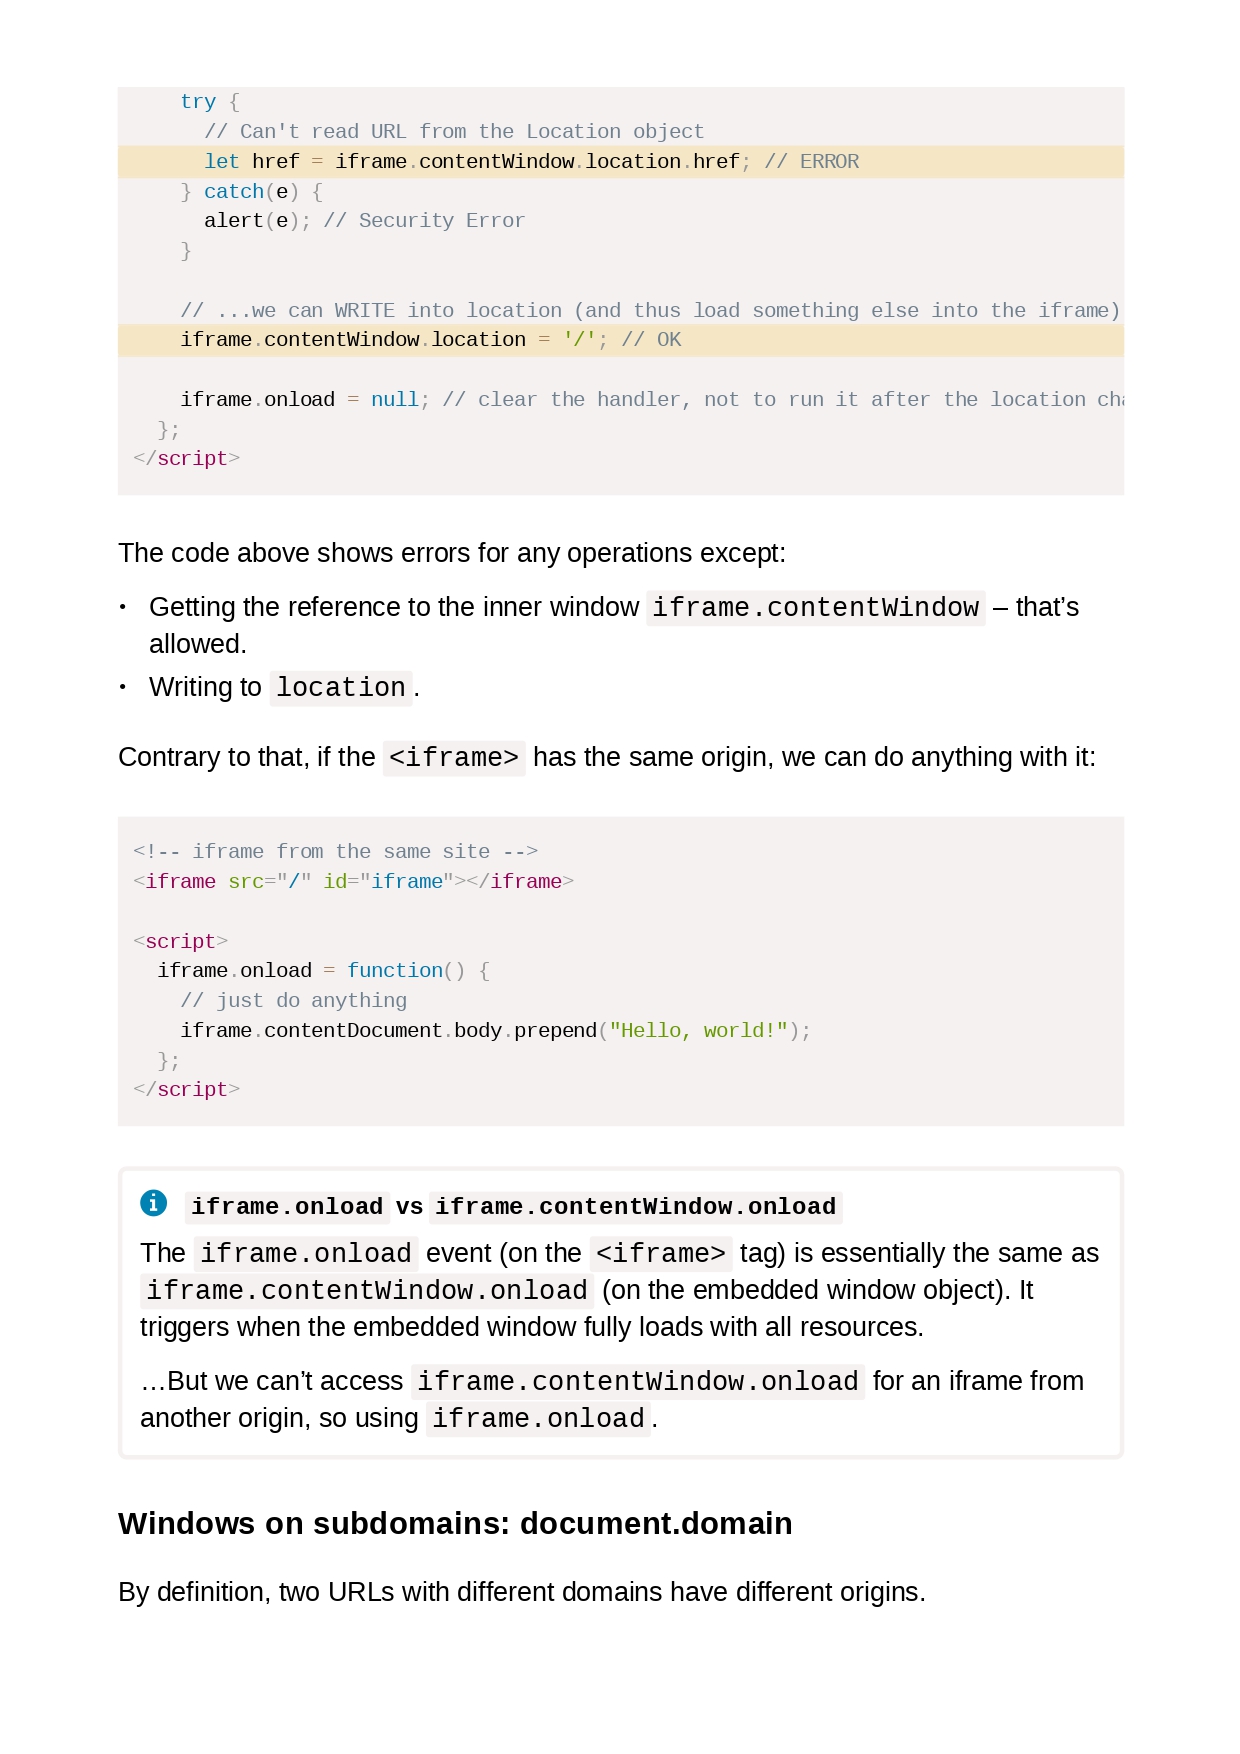 try {
// Can't read URL from the Location object
let href = iframe.contentWindow.location.href; // ERROR
} catch(e) {
alert(e); // Security Error
}
// ...we can WRITE into location (and thus load something else into the iframe)
iframe.contentWindow.location = '/'; // OK
iframe.onload = null; // clear the handler, not to run it after the location cha
};
</script>
The code above shows errors for any operations except:
• Getting the reference to the inner window iframe.contentWindow – that’s
allowed.
• Writing to location.
Contrary to that, if the <iframe> has the same origin, we can do anything with it:
<!-- iframe from the same site -->
<iframe src="/" id="iframe"></iframe>
<script>
iframe.onload = function() {
// just do anything
iframe.contentDocument.body.prepend("Hello, world!");
};
</script>
iframe.onload vs iframe.contentWindow.onload
The iframe.onload event (on the <iframe> tag) is essentially the same as
iframe.contentWindow.onload (on the embedded window object). It
triggers when the embedded window fully loads with all resources.
…But we can’t access iframe.contentWindow.onload for an iframe from
another origin, so using iframe.onload.
Windows on subdomains: document.domain
By definition, two URLs with different domains have different origins.